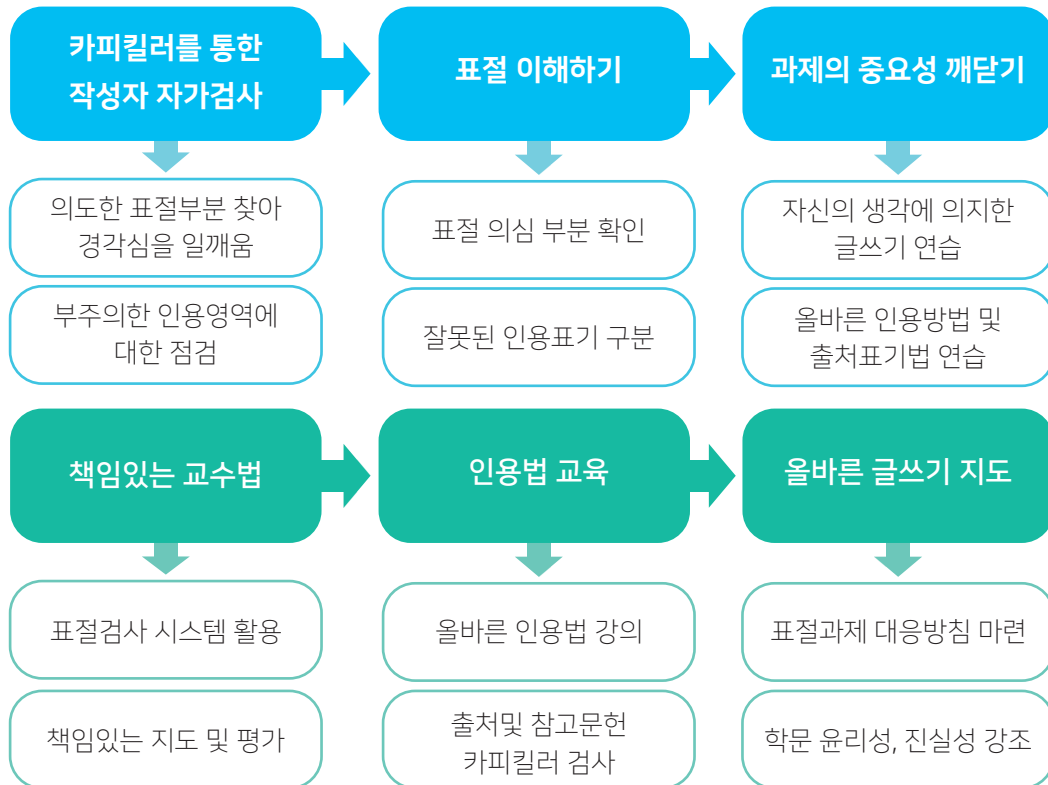 카피킬러를 통한
작성자 자가검사
표절 이해하기
과제의 중요성 깨닫기
의도한 표절부분 찾아
경각심을 일깨움
표절 의심 부분 확인
자신의 생각에 의지한
글쓰기 연습
부주의한 인용영역에
대한 점검
잘못된 인용표기 구분
올바른 인용방법 및
출처표기법 연습
책임있는 교수법
인용법 교육
올바른 글쓰기 지도
표절검사 시스템 활용
올바른 인용법 강의
표절과제 대응방침 마련
책임있는 지도 및 평가
출처및 참고문헌
카피킬러 검사
학문 윤리성, 진실성 강조